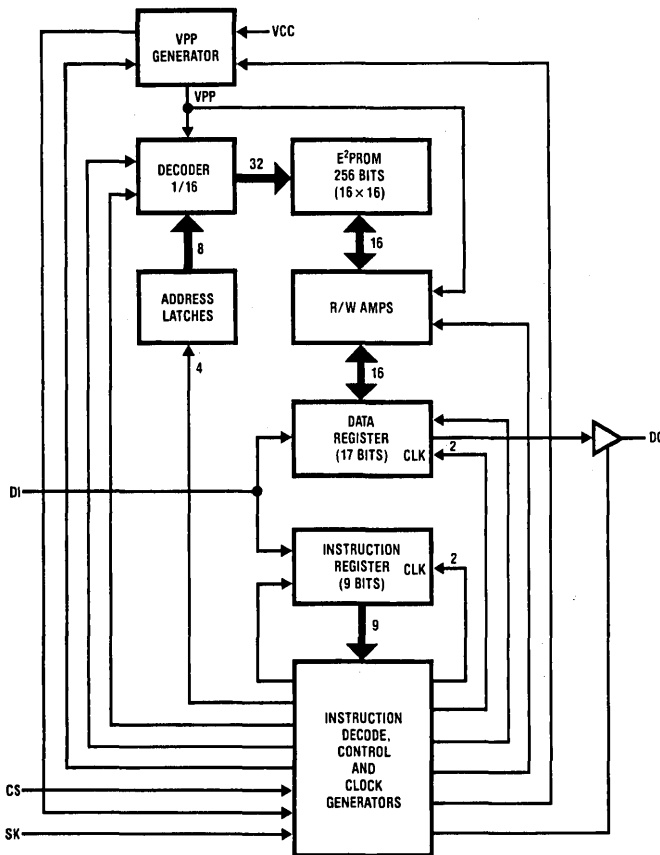 VPP
GENERATOR
VCC
VPP
DECODER
1/16
32
E²PROM
256 BITS
(16 × 16)
8
16
ADDRESS
LATCHES
R/W AMPS
4
16
DATA
REGISTER
(17 BITS)
CLK
2
DO
DI
INSTRUCTION
REGISTER
(9 BITS)
CLK
2
9
INSTRUCTION
DECODE,
CONTROL
AND
CLOCK
GENERATORS
CS
SK